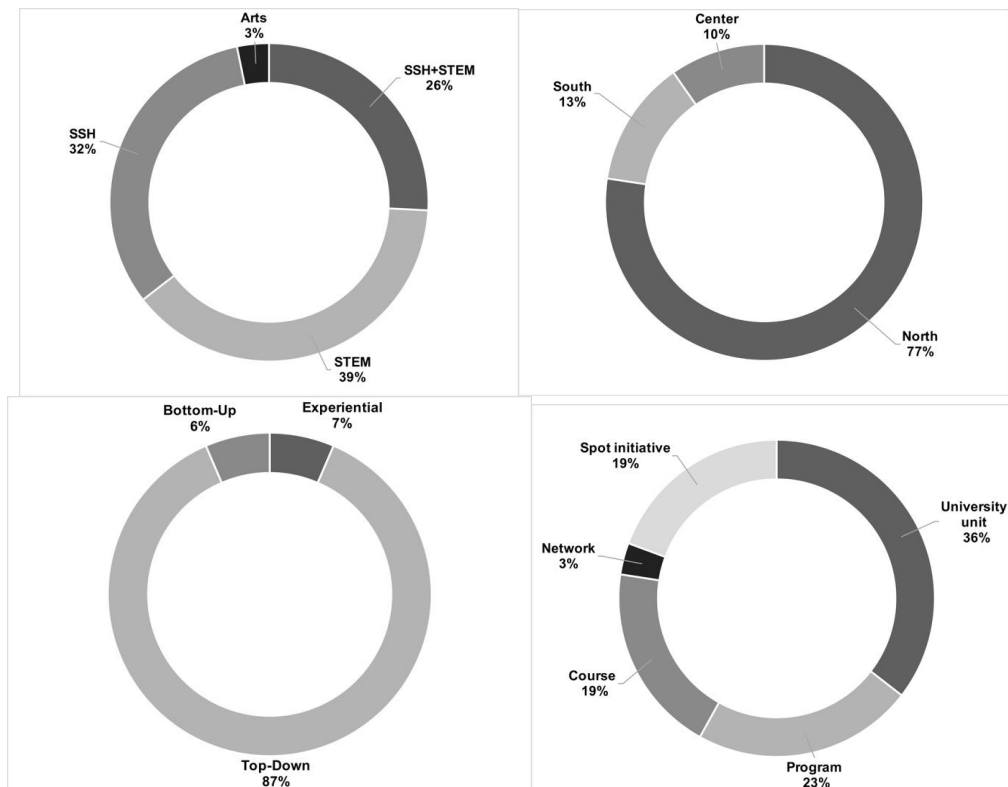 Arts
3%
SSH+STEM
26%
SSH
32%
STEM
39%
Center
10%
South
13%
North
77%
Bottom-Up
6%
Experiential
7%
Top-Down
87%
Spot initiative
19%
University
unit
36%
Network
3%
Course
19%
Program
23%